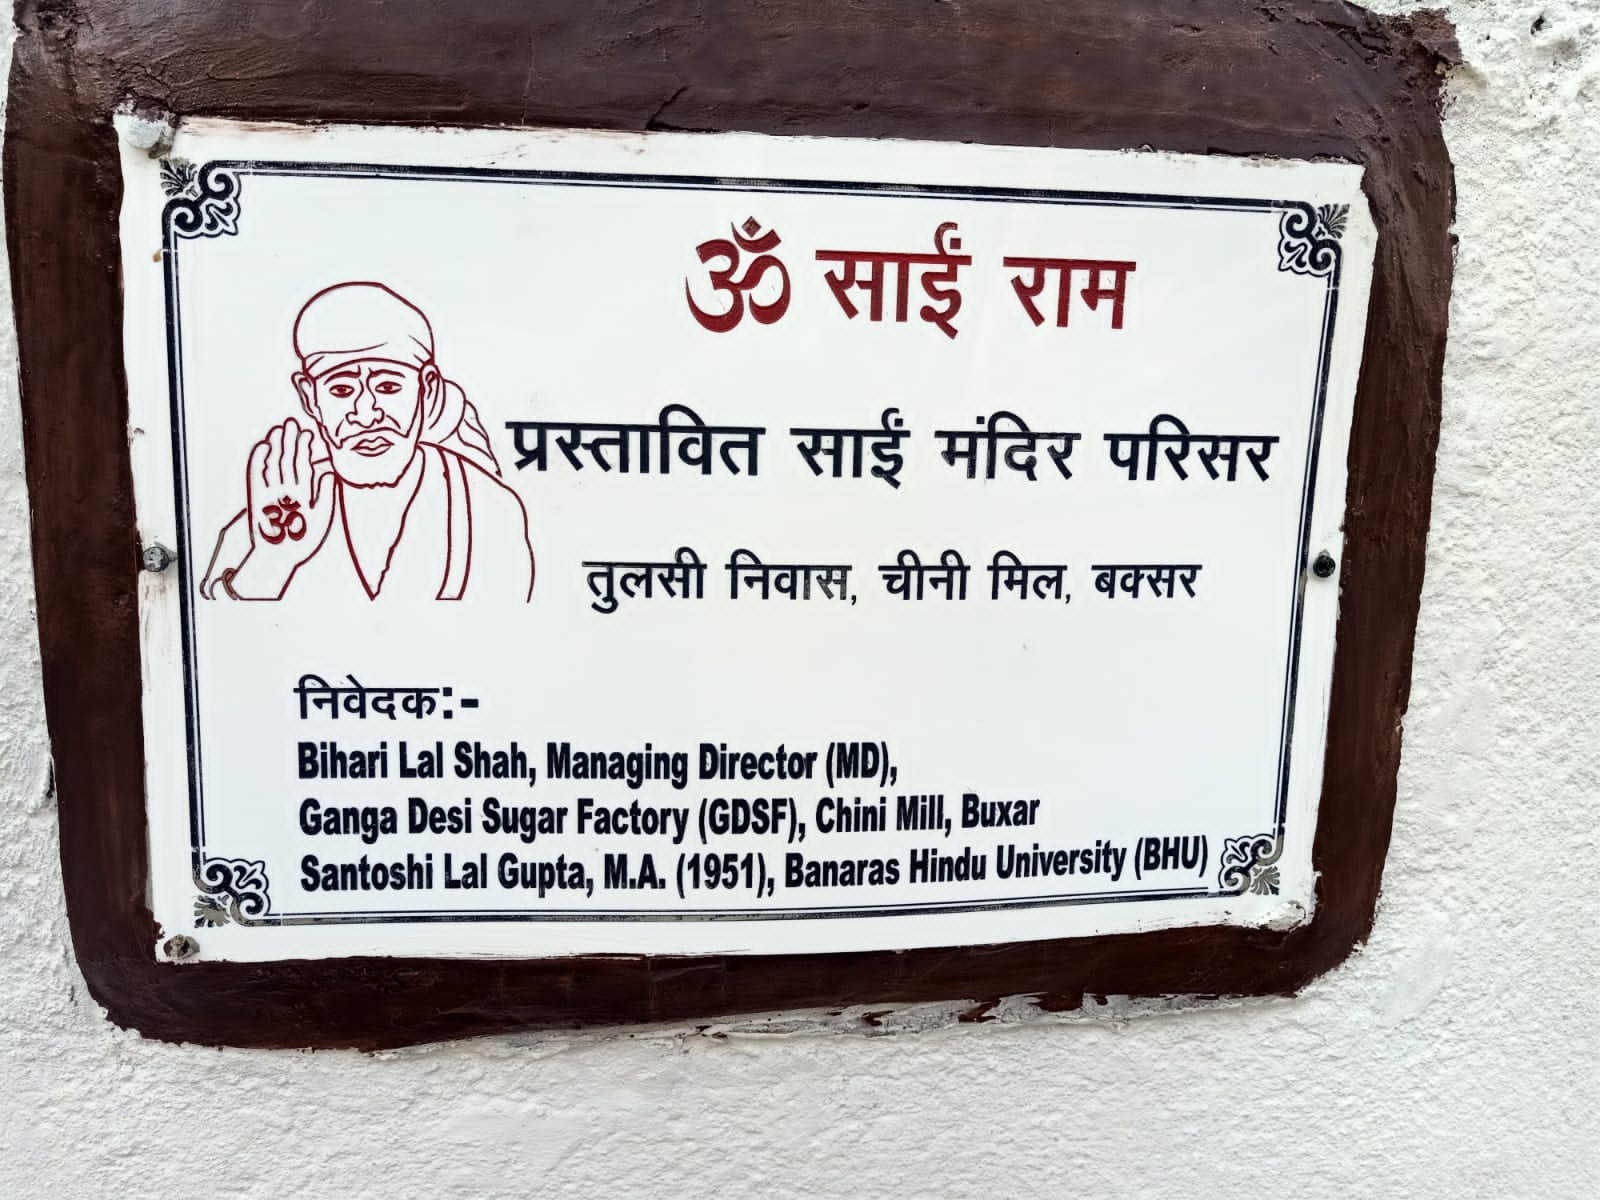 ॐ साईं राम
प्रस्तावित साईं मंदिर परिसर
ॐ
तुलसी निवास, चीनी मिल, बक्सर
निवेदक:-
Bihari Lal Shah, Managing Director (MD),
Ganga Desi Sugar Factory (GDSF), Chini Mill, Buxar
Santoshi Lal Gupta, M.A. (1951), Banaras Hindu University (BHU)